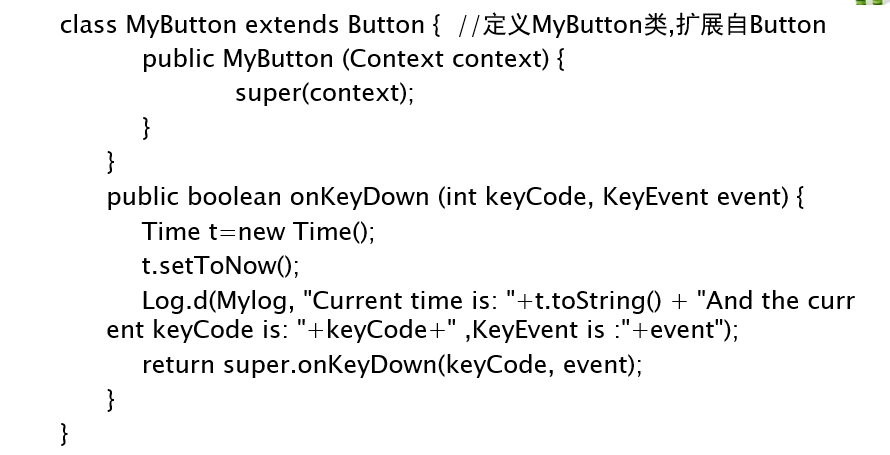 class MyButton extends Button {  //定义MyButton类,扩展自Button
public MyButton (Context context) {
super(context);
}
}
public boolean onKeyDown (int keyCode, KeyEvent event) {
Time t=new Time();
t.setToNow();
Log.d(Mylog, "Current time is: "+t.toString() + "And the curr
ent keyCode is: "+keyCode+" ,KeyEvent is :"+event");
return super.onKeyDown(keyCode, event);
}
}